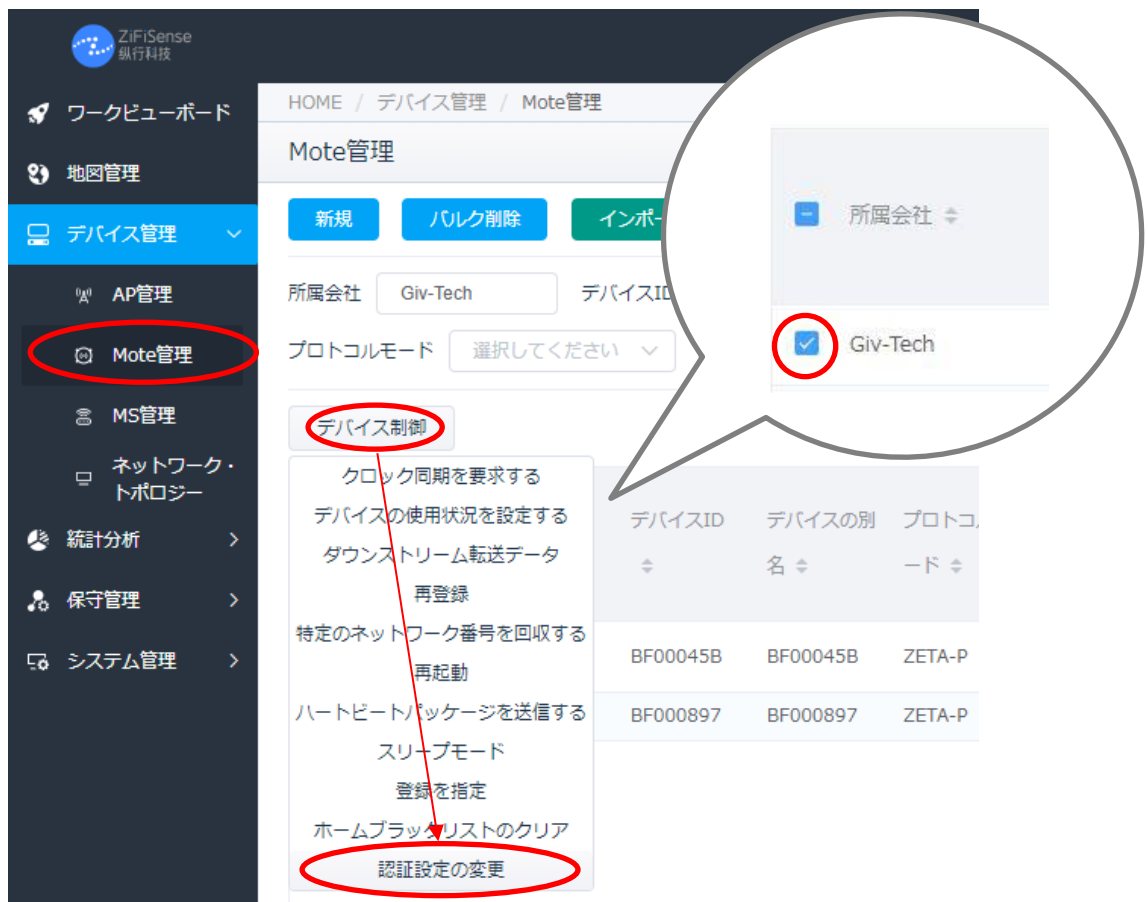 ZiFiSense
纵行科技
ワークビューボード
地図管理
デバイス管理
AP管理
Mote管理
MS管理
ネットワーク・
トポロジー
統計分析
保守管理
システム管理
HOME / デバイス管理 / Mote管理
Mote管理
新規 バルク削除 インポー
所属会社 Giv-Tech デバイスID
プロトコルモード 選択してください
デバイス制御
クロック同期を要求する
デバイスの使用状況を設定する
ダウンストリーム転送データ
再登録
特定のネットワーク番号を回収する
再起動
ハートビートパッケージを送信する
スリープモード
登録を指定
ホームブラックリストのクリア
認証設定の変更
デバイスID デバイスの別名 プロトコ
ード
BF00045B BF00045B ZETA-P
BF000897 BF000897 ZETA-P
所属会社
Giv-Tech